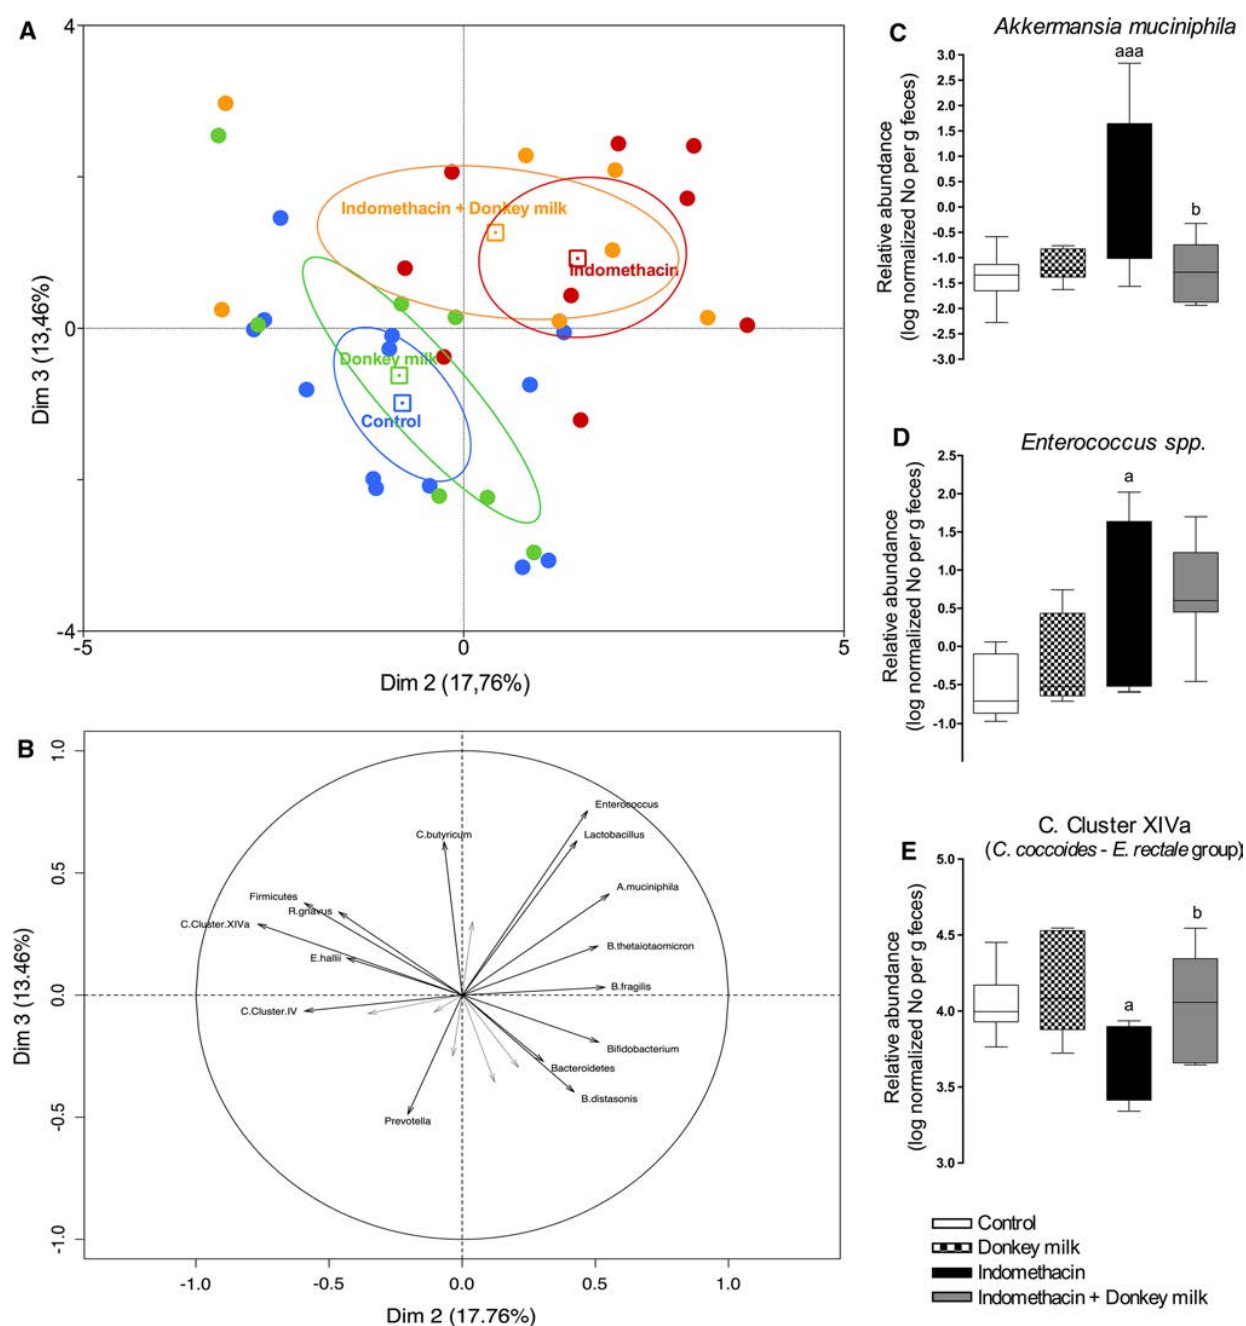 A
4
Indomethacin + Donkey milk
Indomethacin
0
Donkey milk
Control
-4
-5
0
5
Dim 3 (13,46%)
Dim 2 (17,76%)
B
1.0
0.5
0.0
-0.5
-1.0
Enterococcus
C.butyricum
Lactobacillus
Firmicutes
A.muciniphila
R.gnavus
C.Cluster.XIVa
B.thetaiotaomicron
E.hallii
B.fragilis
C.Cluster.IV
Bifidobacterium
Bacteroidetes
B.distasonis
Prevotella
-1.0
-0.5
0.0
0.5
1.0
Dim 3 (13.46%)
Dim 2 (17.76%)
C
Akkermansia muciniphila
Relative abundance
(log normalized No per g feces)
3.0
2.5
2.0
1.5
1.0
0.5
0.0
-0.5
-1.0
-1.5
-2.0
-2.5
-3.0
aaa
b
D
Enterococcus spp.
Relative abundance
(log normalized No per g feces)
2.5
2.0
1.5
1.0
0.5
0.0
-0.5
-1.0
a
E
C. Cluster XIVa
(C. coccoides - E. rectale group)
Relative abundance
(log normalized No per g feces)
5.0
4.5
4.0
3.5
3.0
a
b
Control
Donkey milk
Indomethacin
Indomethacin + Donkey milk